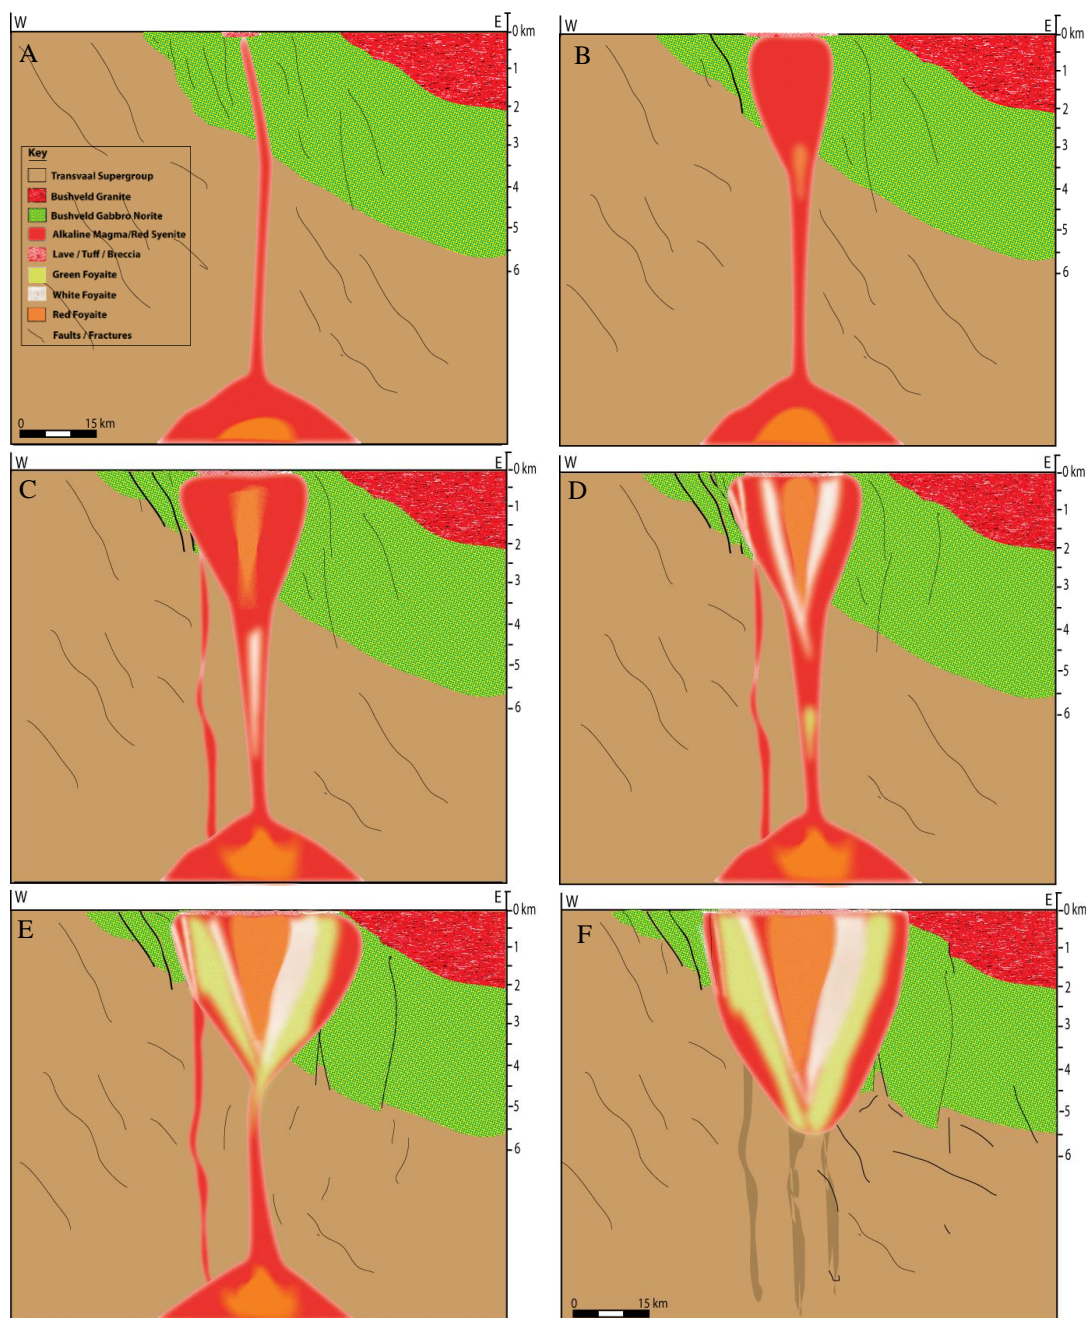 W E
0 km
A
1
2
3
4
5
6
Key
Transvaal Supergroup
Bushveld Granite
Bushveld Gabbro Norite
Alkaline Magma/Red Syenite
Lave / Tuff / Breccia
Green Foyaite
White Foyaite
Red Foyaite
Faults / Fractures
0 15 km
W E
0 km
B
1
2
3
4
5
6
W E
0 km
C
1
2
3
4
5
6
W E
0 km
D
1
2
3
4
5
6
W E
0 km
E
1
2
3
4
5
6
W E
0 km
F
1
2
3
4
5
6
0 15 km